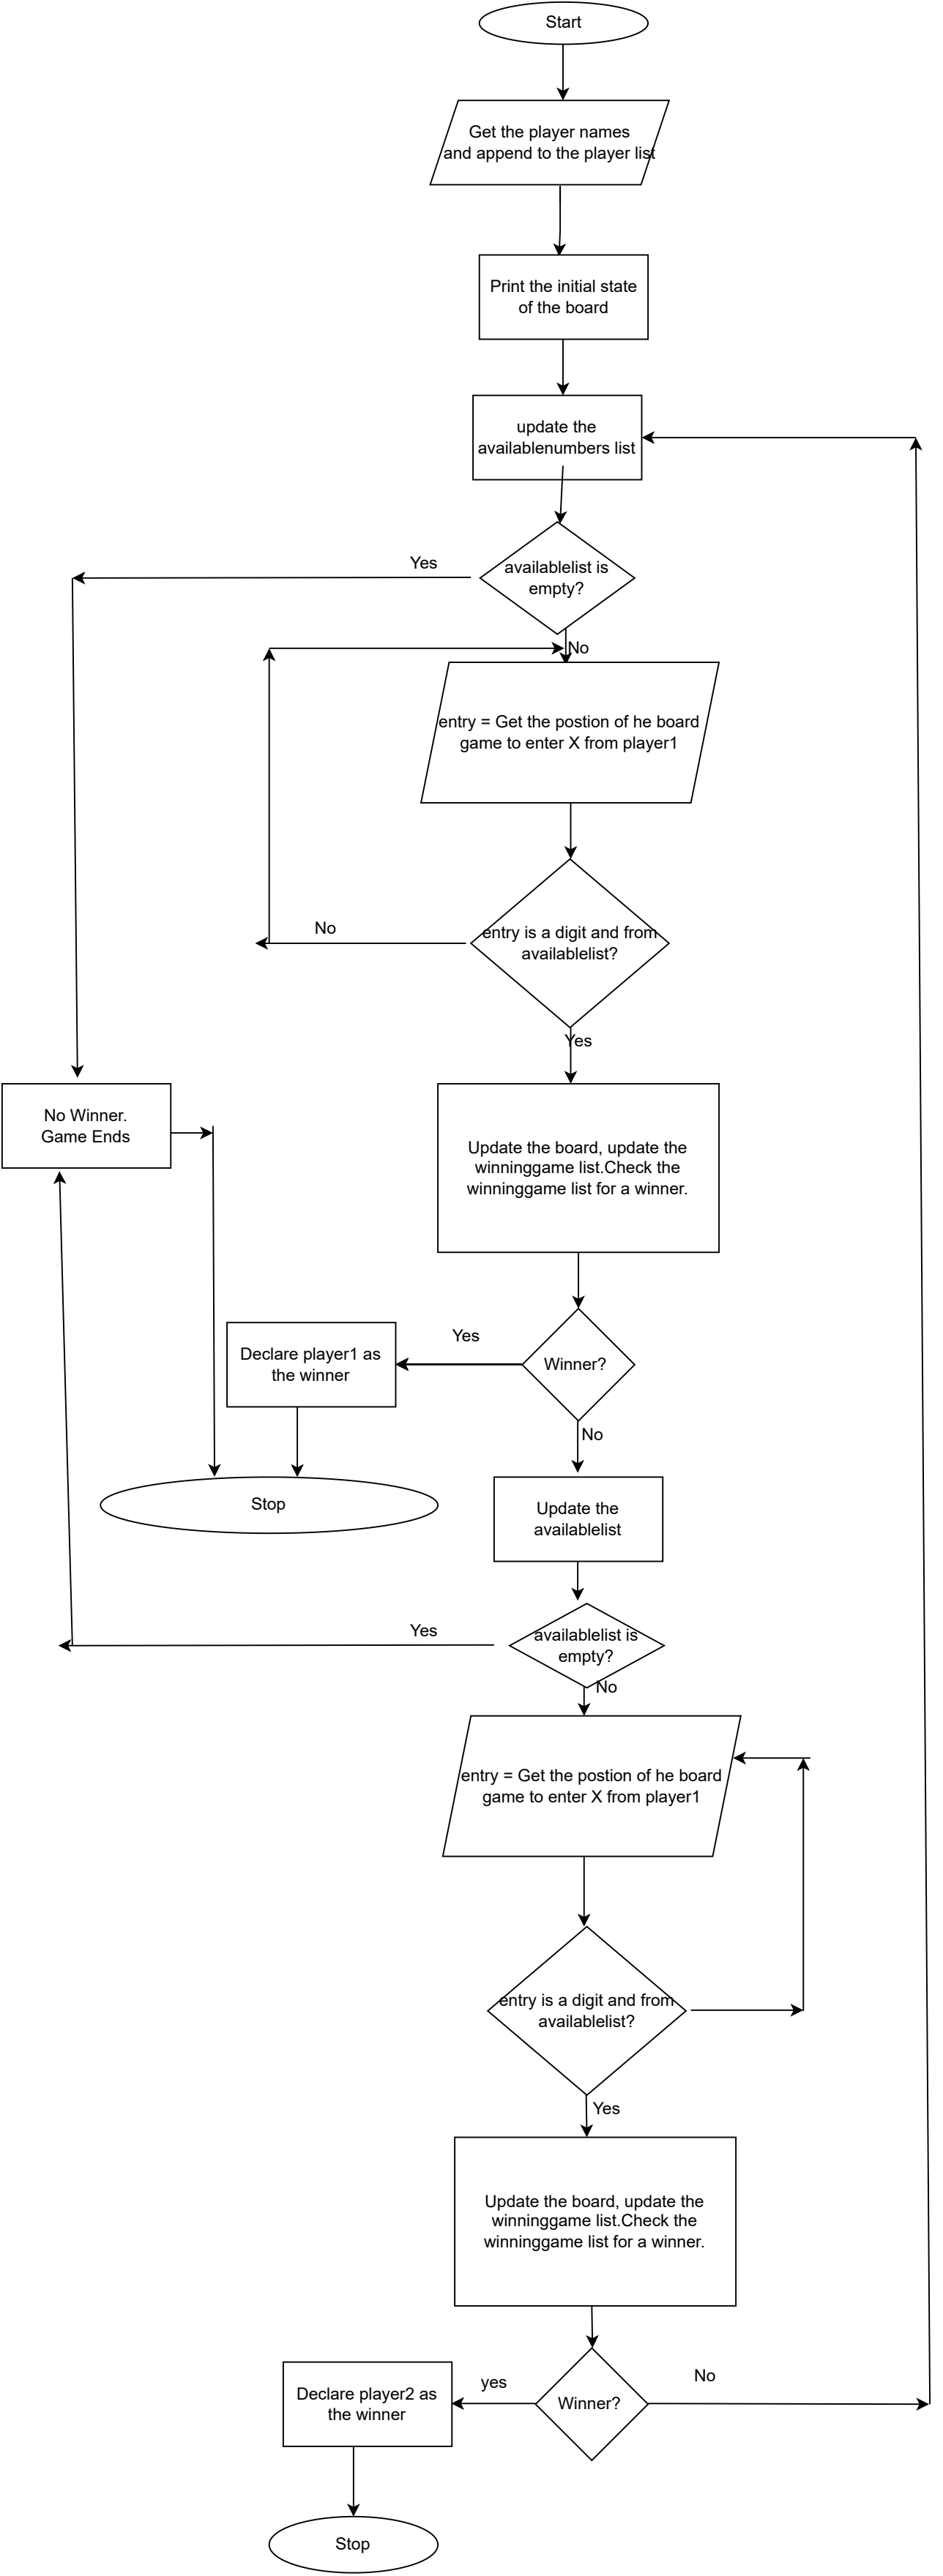 Start
Get the player names
and append to the player list
Print the initial state
of the board
update the
availablenumbers list
availablelist is
empty?
Yes
No
entry = Get the postion of he board
game to enter X from player1
entry is a digit and from
availablelist?
No
Yes
No Winner.
Game Ends
Update the board, update the
winninggame list.Check the
winninggame list for a winner.
Winner?
Yes
Declare player1 as
the winner
No
Stop
Update the
availablelist
availablelist is
empty?
Yes
No
entry = Get the postion of he board
game to enter X from player1
entry is a digit and from
availablelist?
Yes
Update the board, update the
winninggame list.Check the
winninggame list for a winner.
Winner?
yes
No
Declare player2 as
the winner
Stop